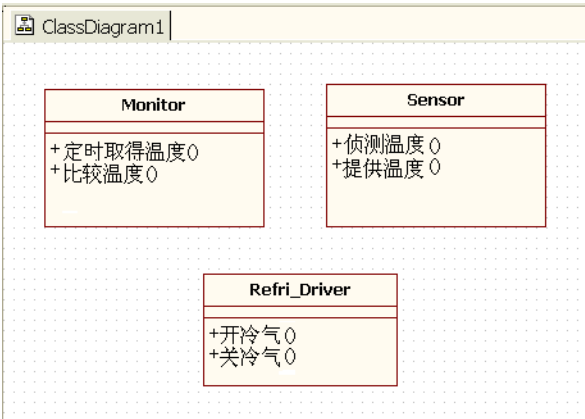 ClassDiagram1
Monitor
+定时取得温度()
+比较温度()
Sensor
+侦测温度()
+提供温度()
Refri_Driver
+开冷气()
+关冷气()